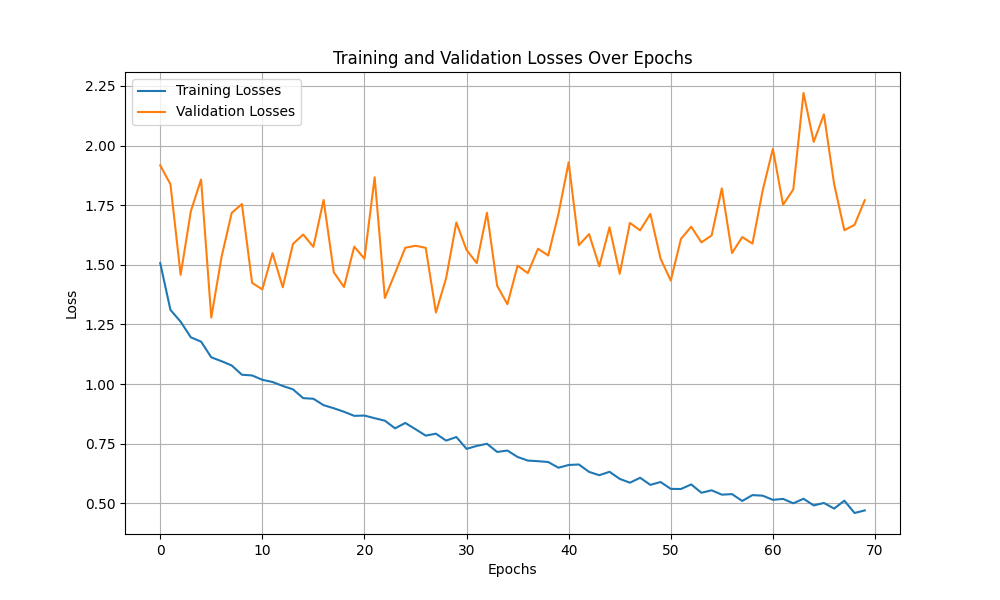 Training and Validation Losses Over Epochs
Training Losses
Validation Losses
2.25
2.00
1.75
1.50
1.25
1.00
0.75
0.50
Loss
0 10 20 30 40 50 60 70
Epochs